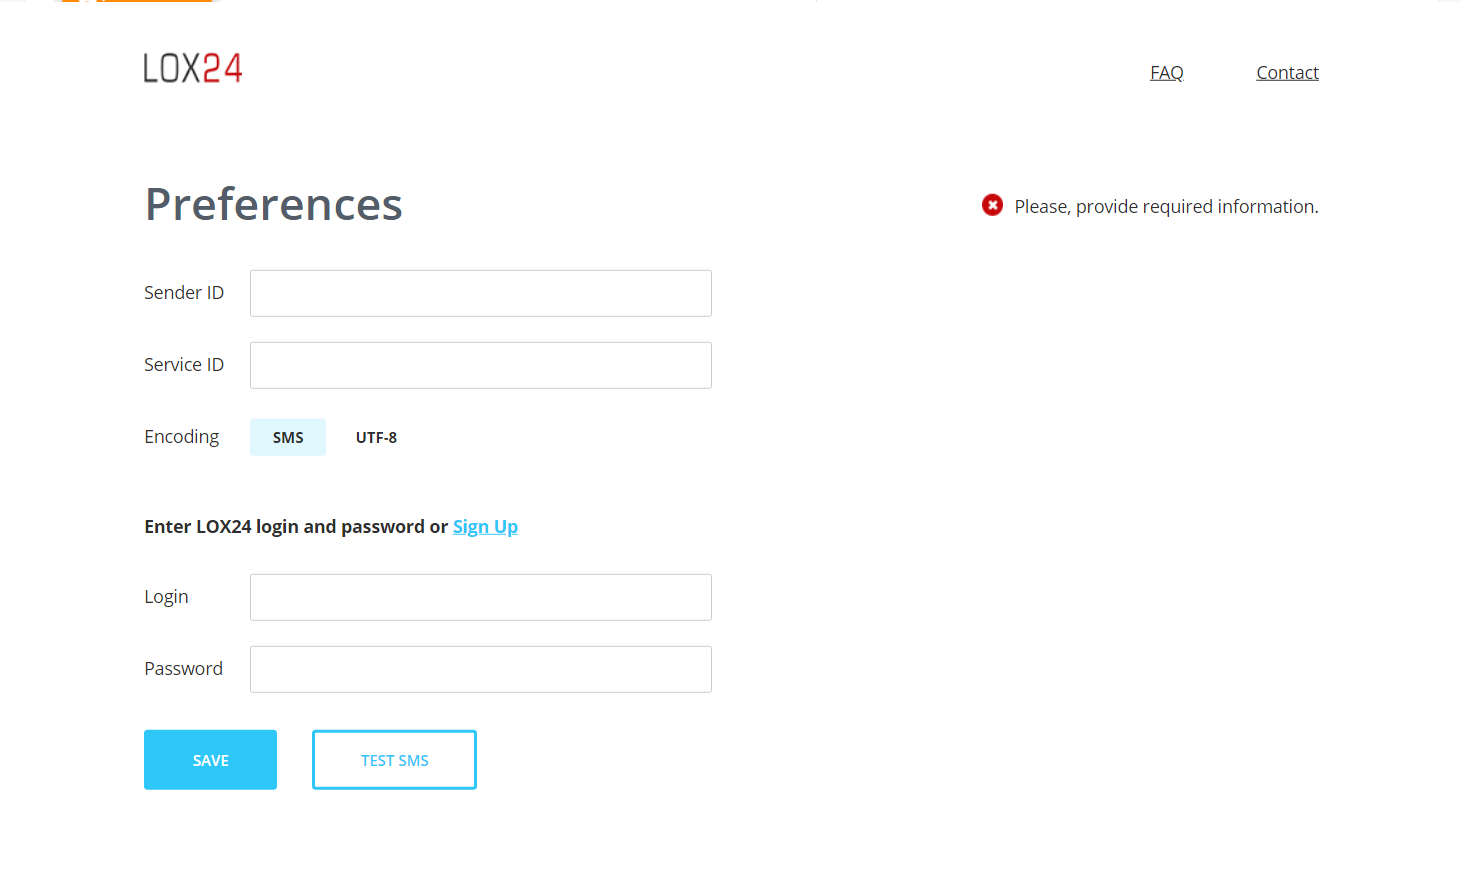 LOX24
FAQ
Contact
Preferences
Please, provide required information.
Sender ID
Service ID
Encoding
SMS
UTF-8
Enter LOX24 login and password or Sign Up
Login
Password
SAVE
TEST SMS